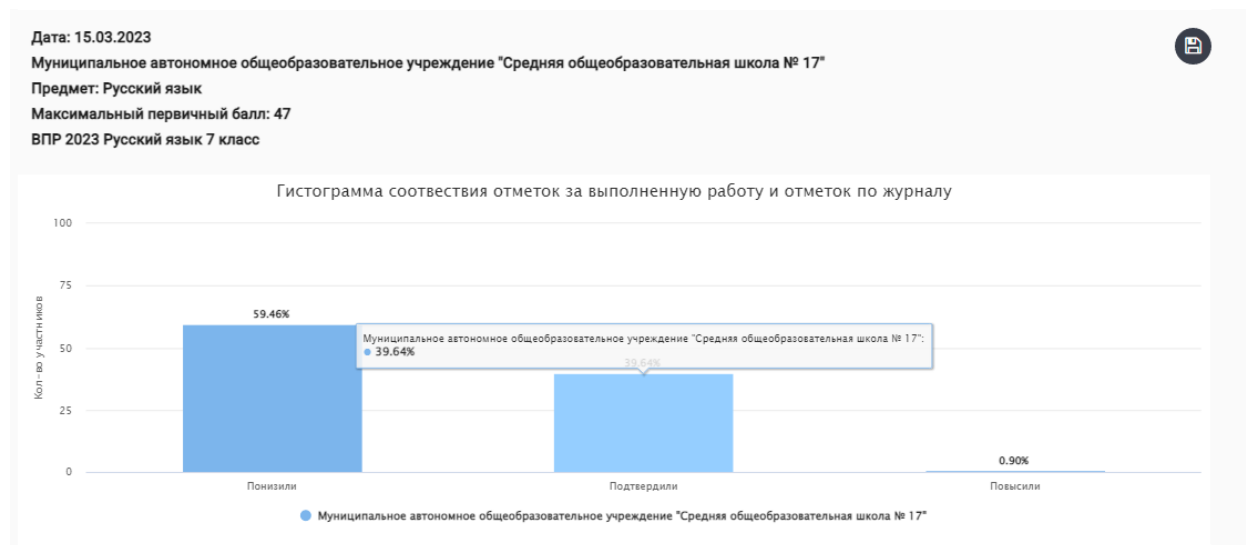 Дата: 15.03.2023
Муниципальное автономное общеобразовательное учреждение "Средняя общеобразовательная школа № 17"
Предмет: Русский язык
Максимальный первичный балл: 47
ВПР 2023 Русский язык 7 класс
Гистограмма соотвествия отметок за выполненную работу и отметок по журналу
100
75
50
25
0
Кол-во участников
59.46%
Муниципальное автономное общеобразовательное учреждение "Средняя общеобразовательная школа № 17":
39.64%
39.64%
0.90%
Понизили
Подтвердили
Повысили
Муниципальное автономное общеобразовательное учреждение "Средняя общеобразовательная школа № 17"